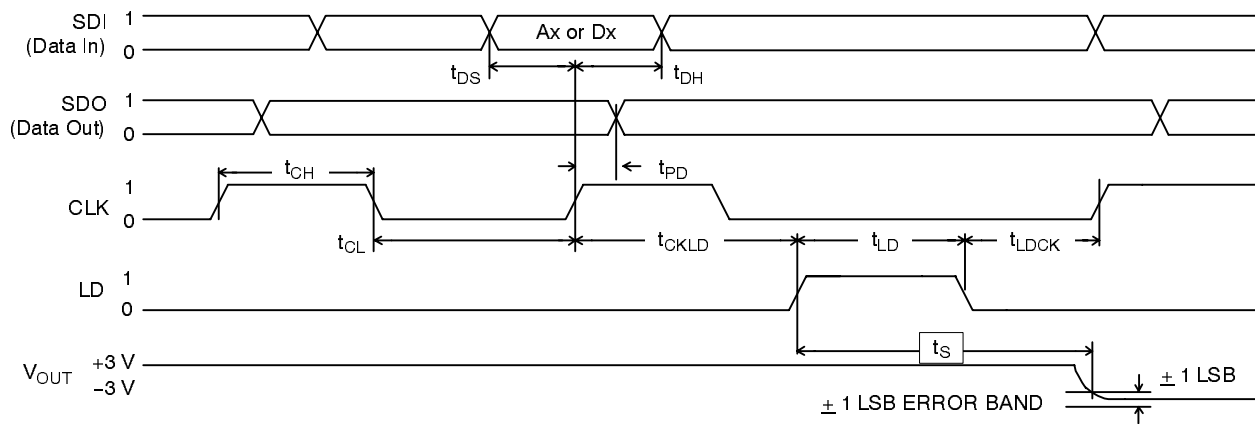 SDI
(Data In)
1
0
Ax or Dx
tDS
tDH
SDO
(Data Out)
1
0
tCH
tPD
CLK
1
0
tCL
tCKLD
tLD
tLDCK
LD
1
0
tS
VOUT
+3 V
−3 V
± 1 LSB
± 1 LSB ERROR BAND